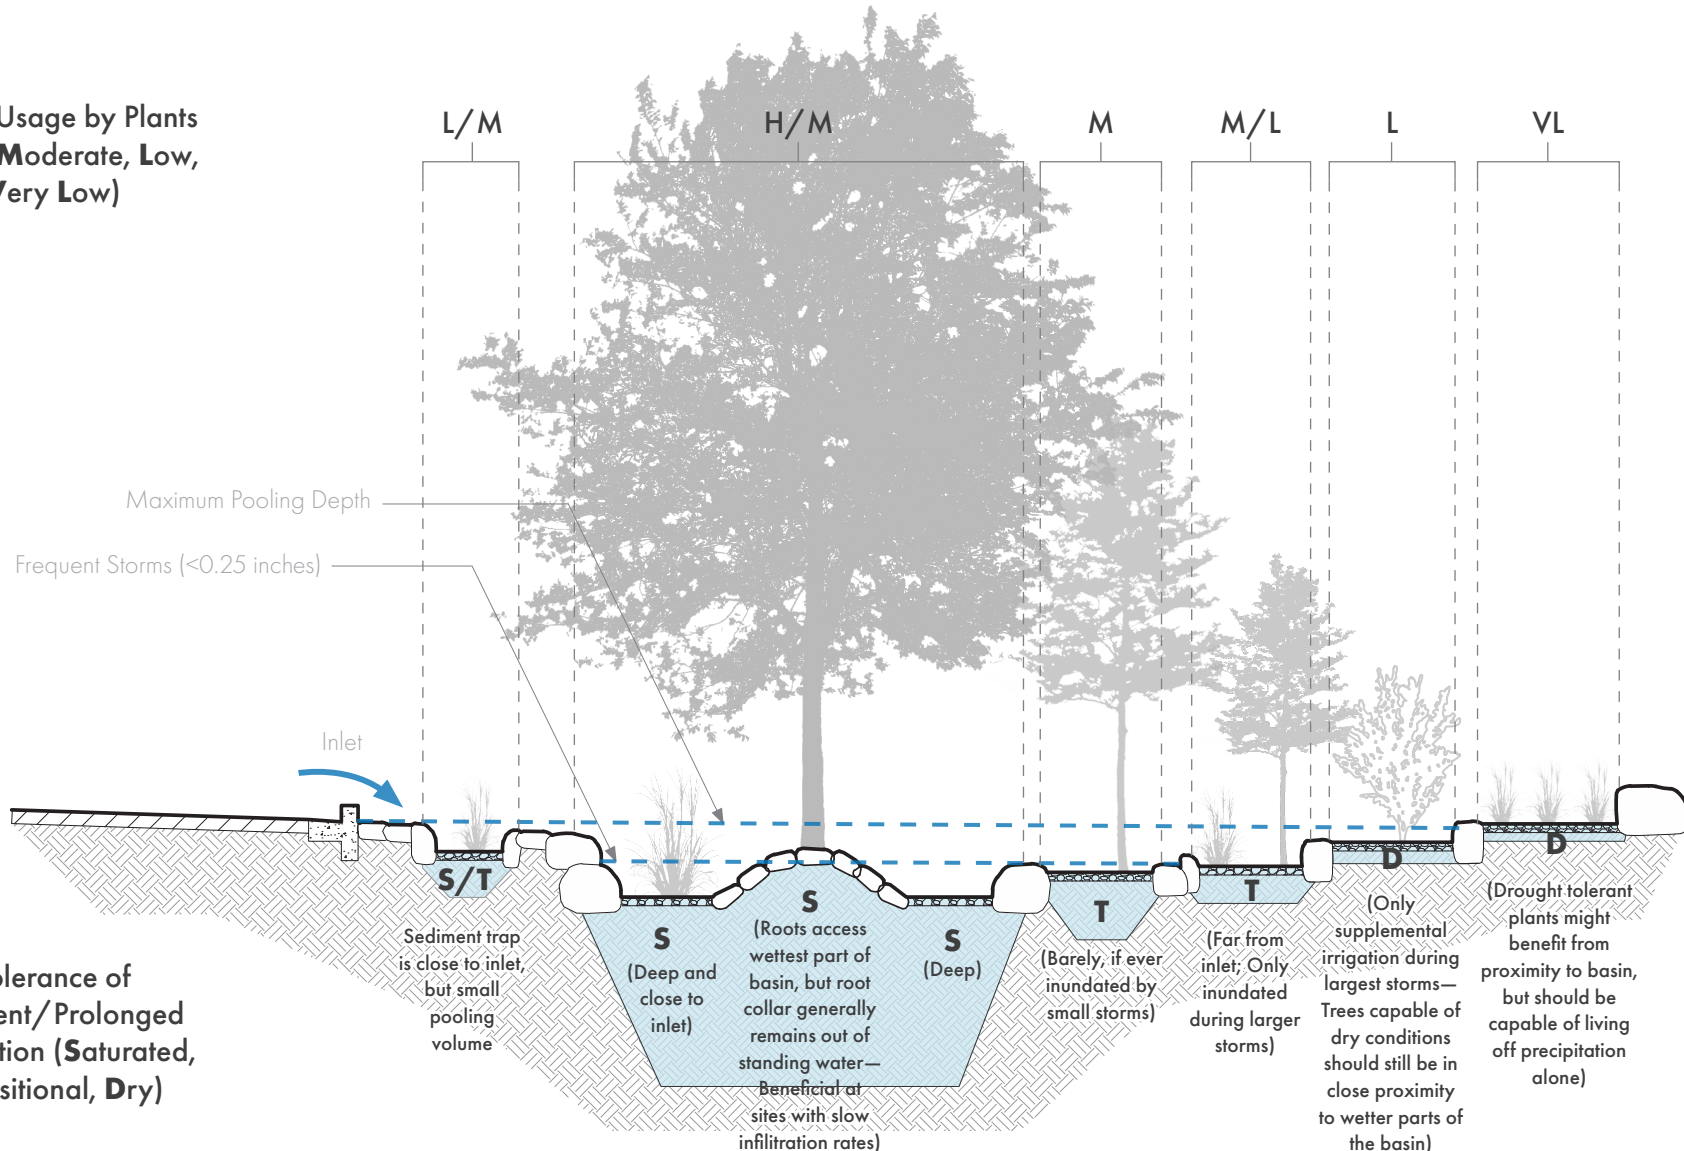 Usage by Plants
Moderate, Low,
Very Low)
L/M
H/M
M
M/L
L
VL
Maximum Pooling Depth
Frequent Storms (<0.25 inches)
Inlet
S/T
Sediment trap
is close to inlet,
but small
pooling
volume
S
(Deep and
close to
inlet)
S
(Roots access
wettest part of
basin, but root
collar generally
remains out of
standing water—
Beneficial at
sites with slow
infilitration rates)
S
(Deep)
T
(Barely, if ever
inundated by
small storms)
T
(Far from
inlet; Only
inundated
during larger
storms)
D
(Only
supplemental
irrigation during
largest storms—
Trees capable of
dry conditions
should still be in
close proximity
to wetter parts of
the basin)
D
(Drought tolerant
plants might
benefit from
proximity to basin,
but should be
capable of living
off precipitation
alone)
olerance of
ent/Prolonged
tion (Saturated,
sitional, Dry)